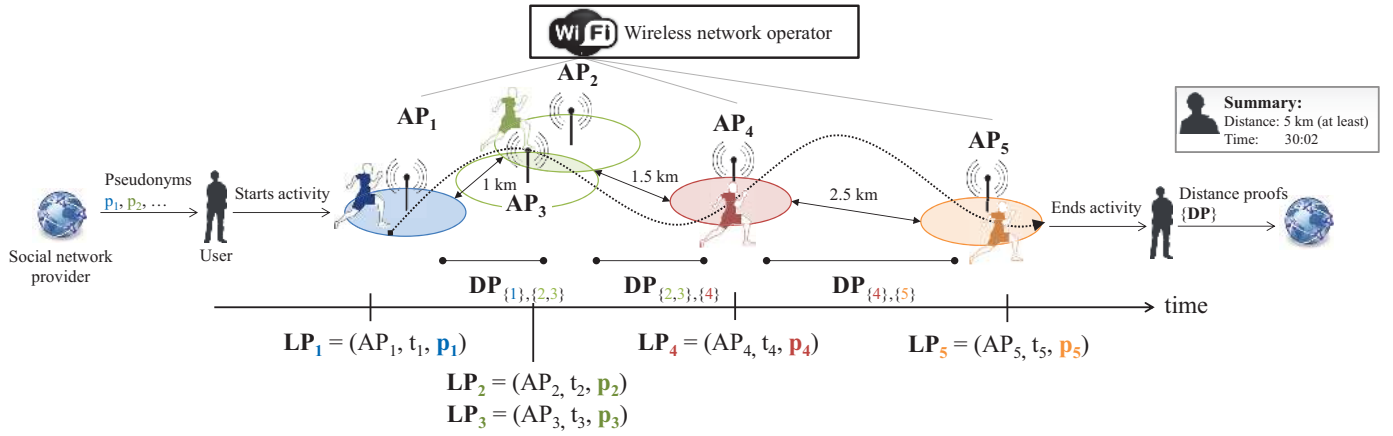 Wi Fi Wireless network operator
AP2
AP1
AP4
AP5
AP3
Summary:
Distance: 5 km (at least)
Time: 30:02
Pseudonyms
p1, p2, …
Starts activity
1 km
1.5 km
2.5 km
Ends activity
Distance proofs
{DP}
Social network
provider
User
User
DP{1},{2,3}
DP{2,3},{4}
DP{4},{5}
time
LP1 = (AP1, t1, p1)
LP4 = (AP4, t4, p4)
LP5 = (AP5, t5, p5)
LP2 = (AP2, t2, p2)
LP3 = (AP3, t3, p3)